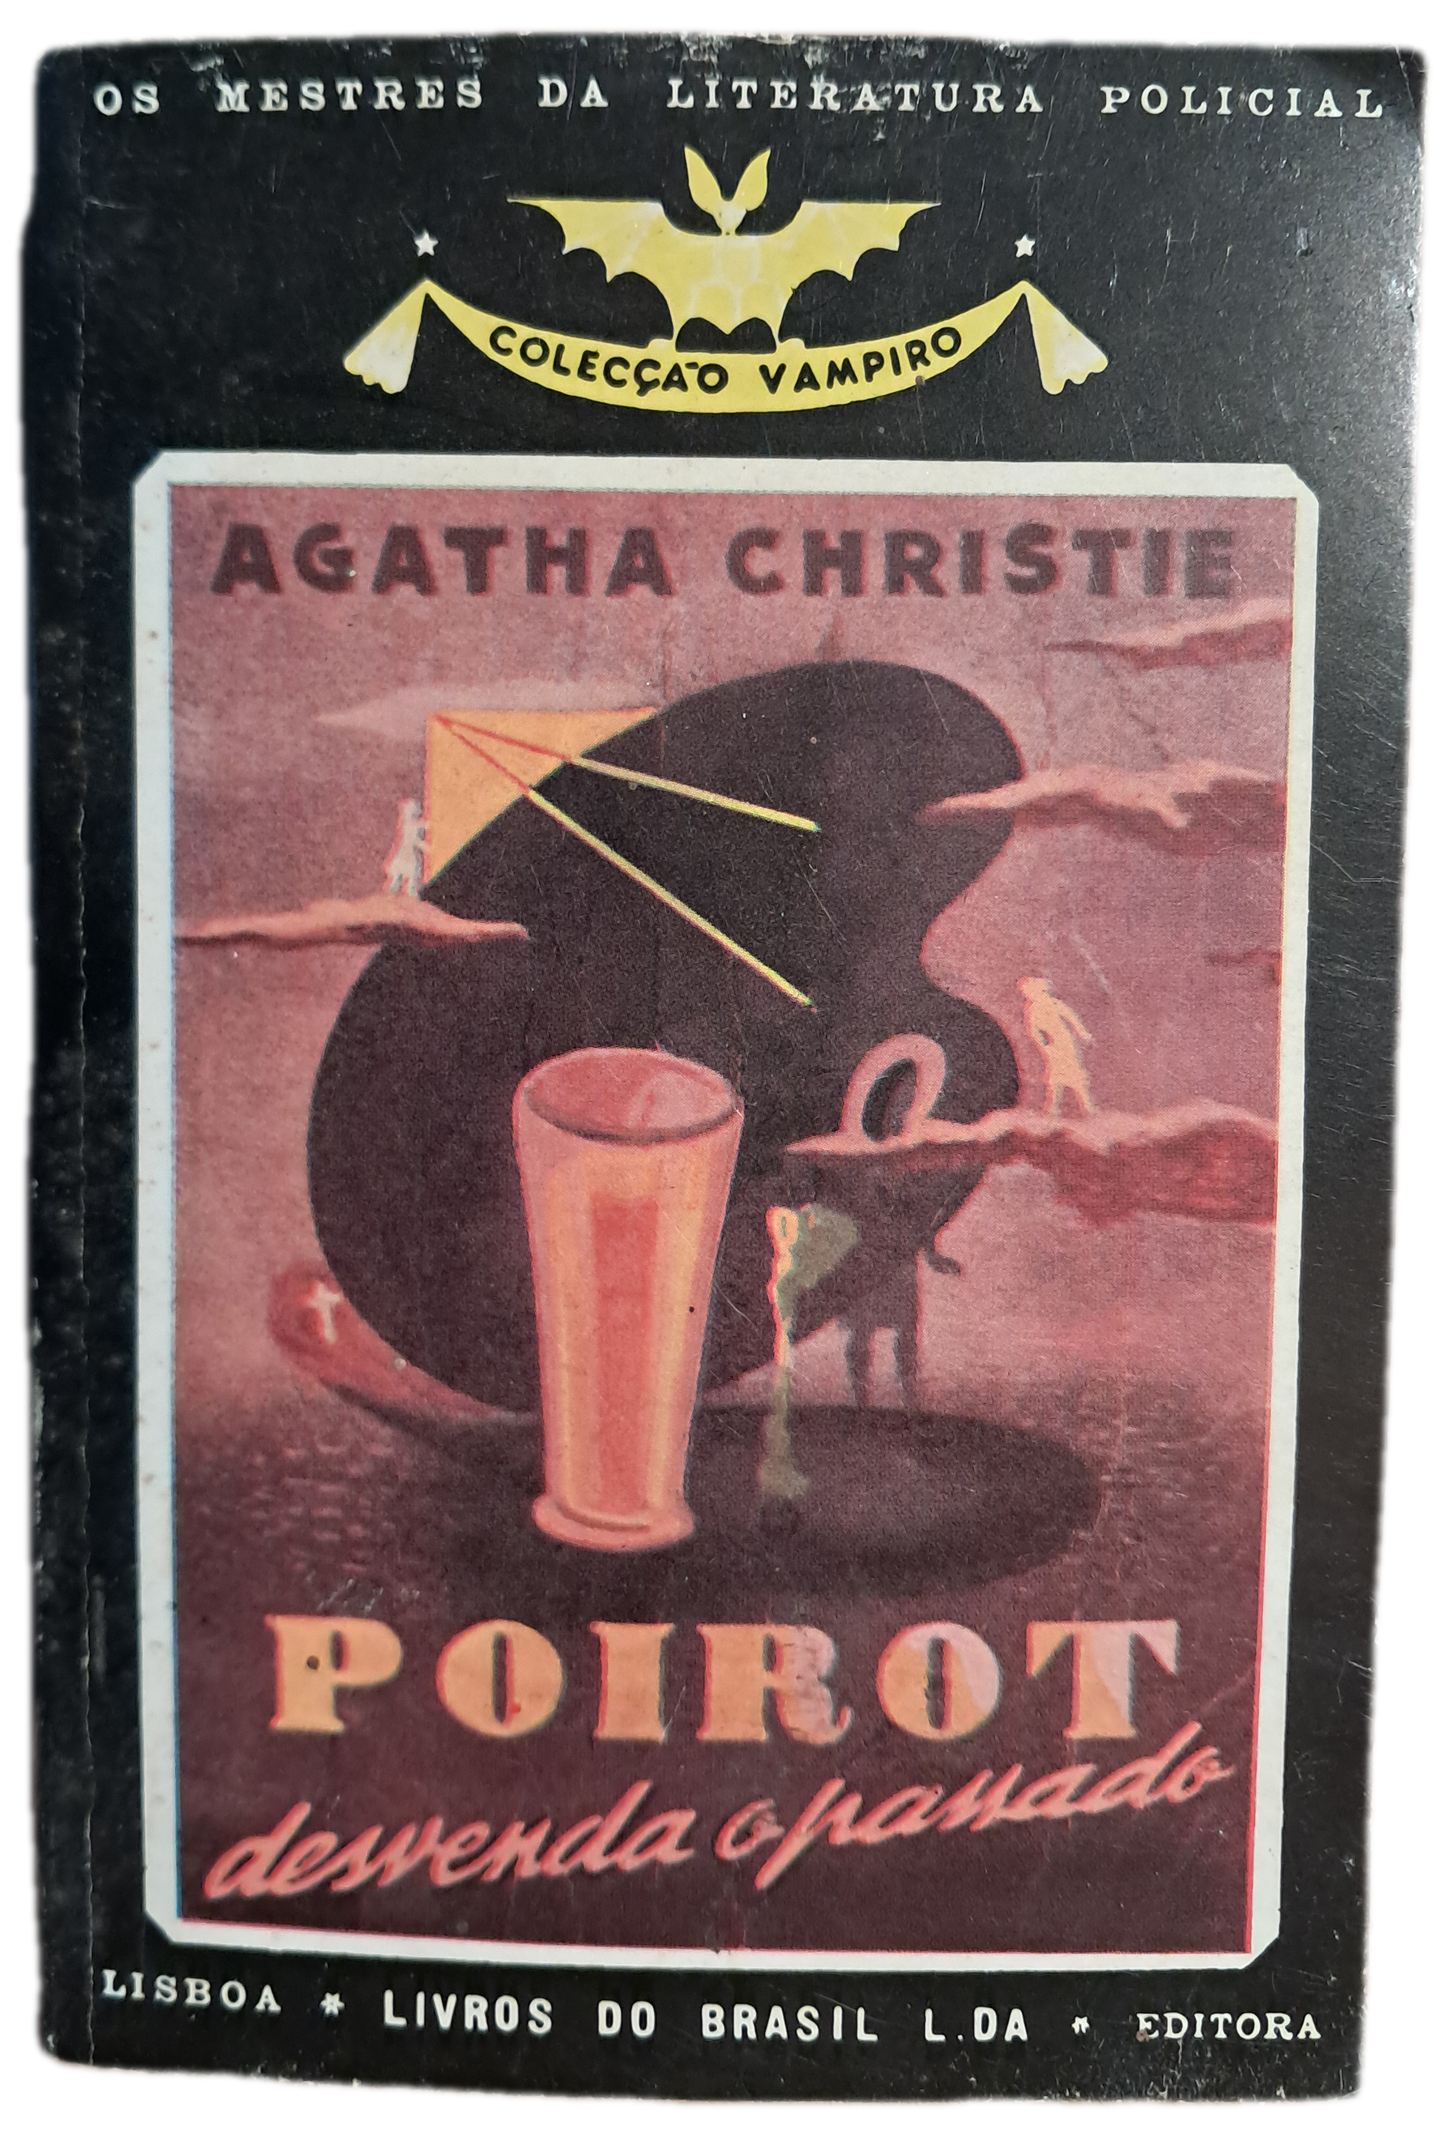 OS MESTRES DA LITERATURA POLICIAL
COLECÇÃO VAMPIRO
AGATHA CHRISTIE
POIROT
desvenda o passado
LISBOA * LIVROS DO BRASIL L.DA * EDITORA